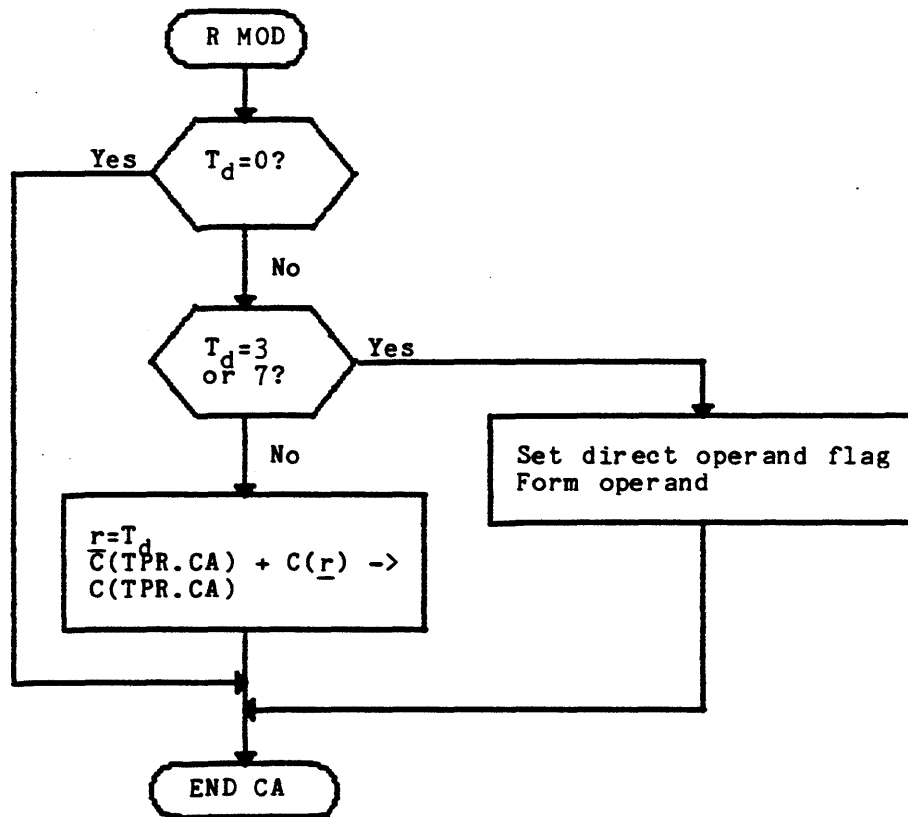 R MOD
Yes
T_d=0?
No
T_d=3
or 7?
Yes
No
Set direct operand flag
Form operand
r=T_d
C(TPR.CA) + C(r) ->
C(TPR.CA)
END CA